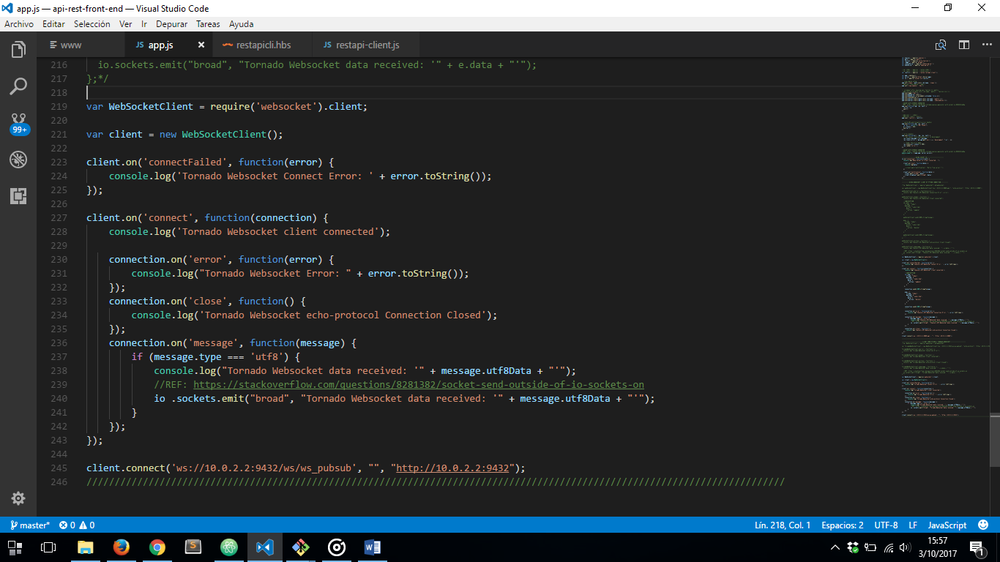 app.js — api-rest-front-end — Visual Studio Code
Archivo Editar Selección Ver Ir Depurar Tareas Ayuda
www JS app.js × restapicli.hbs JS restapi-client.js
216 io.sockets.emit("broad", "Tornado Websocket data received: '" + e.data + "'");
217 };*/
218
219 var WebSocketClient = require('websocket').client;
220
221 var client = new WebSocketClient();
222
223 client.on('connectFailed', function(error) {
224 console.log('Tornado Websocket Connect Error: ' + error.toString());
225 });
226
227 client.on('connect', function(connection) {
228 console.log('Tornado Websocket client connected');
229
230 connection.on('error', function(error) {
231 console.log("Tornado Websocket Error: " + error.toString());
232 });
233 connection.on('close', function() {
234 console.log('Tornado Websocket echo-protocol Connection Closed');
235 });
236 connection.on('message', function(message) {
237 if (message.type === 'utf8') {
238 console.log("Tornado Websocket data received: '" + message.utf8Data + "'");
239 //REF: https://stackoverflow.com/questions/8281382/socket-send-outside-of-io-sockets-on
240 io .sockets.emit("broad", "Tornado Websocket data received: '" + message.utf8Data + "'");
241 }
242 });
243 });
244
245 client.connect('ws://10.0.2.2:9432/ws/ws_pubsub', "", "http://10.0.2.2:9432");
246 ////////////////////////////////////////////////////////////////////////////////////////////////////////////////////////////
99+
master* 0 0 Lín. 218, Col. 1 Espacios: 2 UTF-8 LF JavaScript
15:57
3/10/2017
1